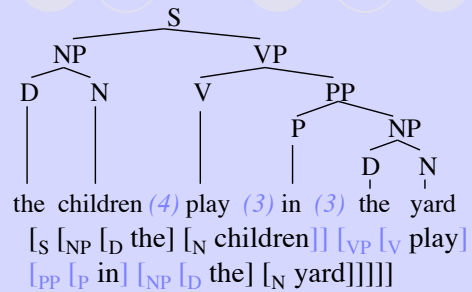 S
NP VP
D N V PP
P NP
D N
the children (4) play (3) in (3) the yard
[S [NP [D the] [N children]] [VP [V play]
[PP [P in] [NP [D the] [N yard]]]]]